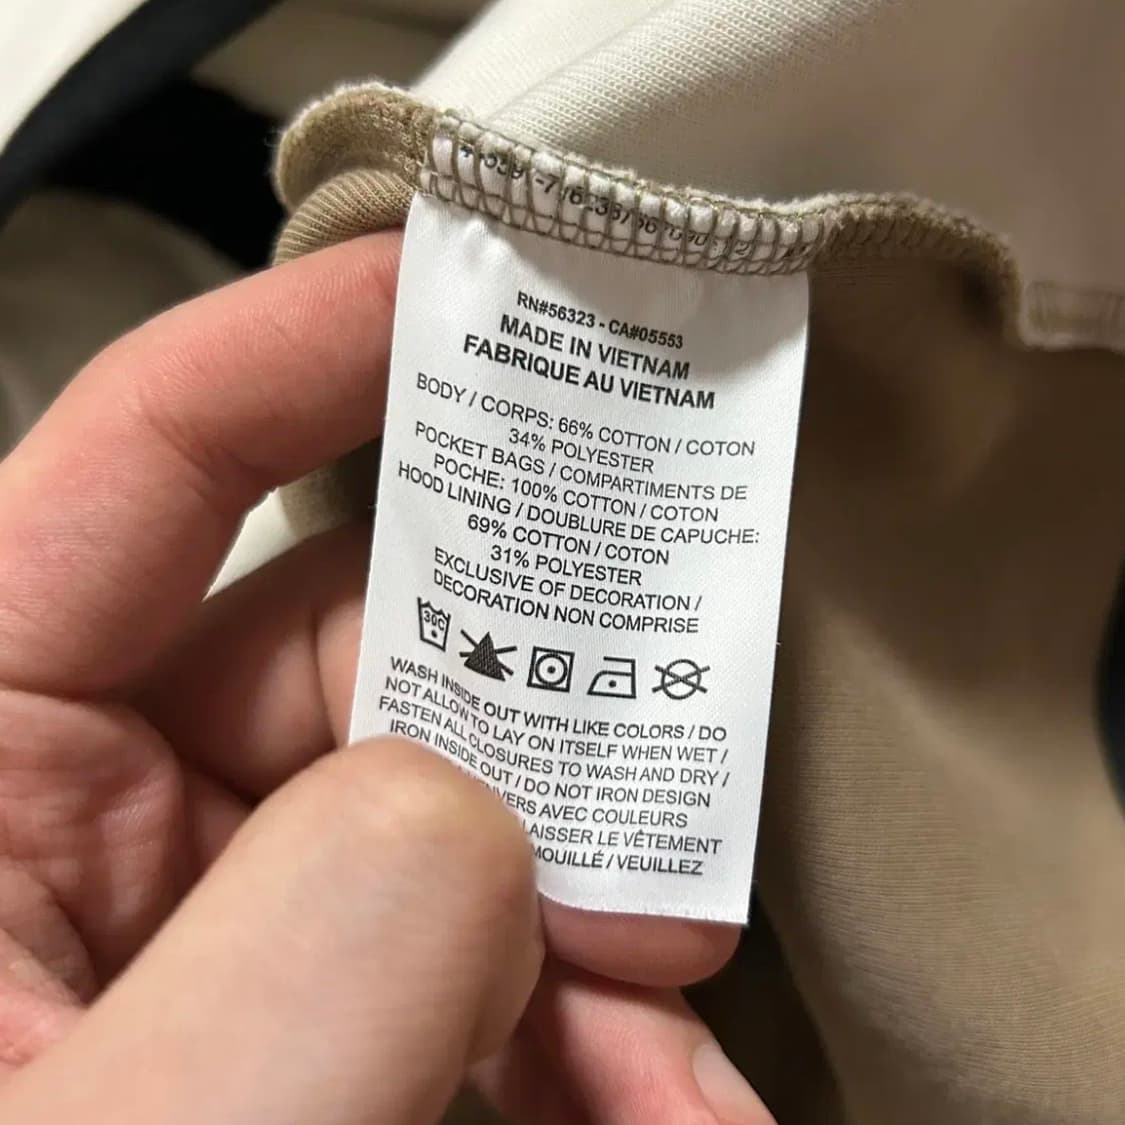 RN#56323 - CA#05553
MADE IN VIETNAM
FABRIQUE AU VIETNAM
BODY / CORPS: 66% COTTON / COTON
34% POLYESTER
POCKET BAGS / COMPARTIMENTS DE
POCHE: 100% COTTON / COTON
HOOD LINING / DOUBLURE DE CAPUCHE:
69% COTTON / COTON
31% POLYESTER
EXCLUSIVE OF DECORATION /
DECORATION NON COMPRISE
30C
WASH INSIDE OUT WITH LIKE COLORS / DO
NOT ALLOW TO LAY ON ITSELF WHEN WET /
FASTEN ALL CLOSURES TO WASH AND DRY /
IRON INSIDE OUT / DO NOT IRON DESIGN
AVEC COULEURS
LE VÊTEMENT
MOUILLÉ / VEUILLEZ